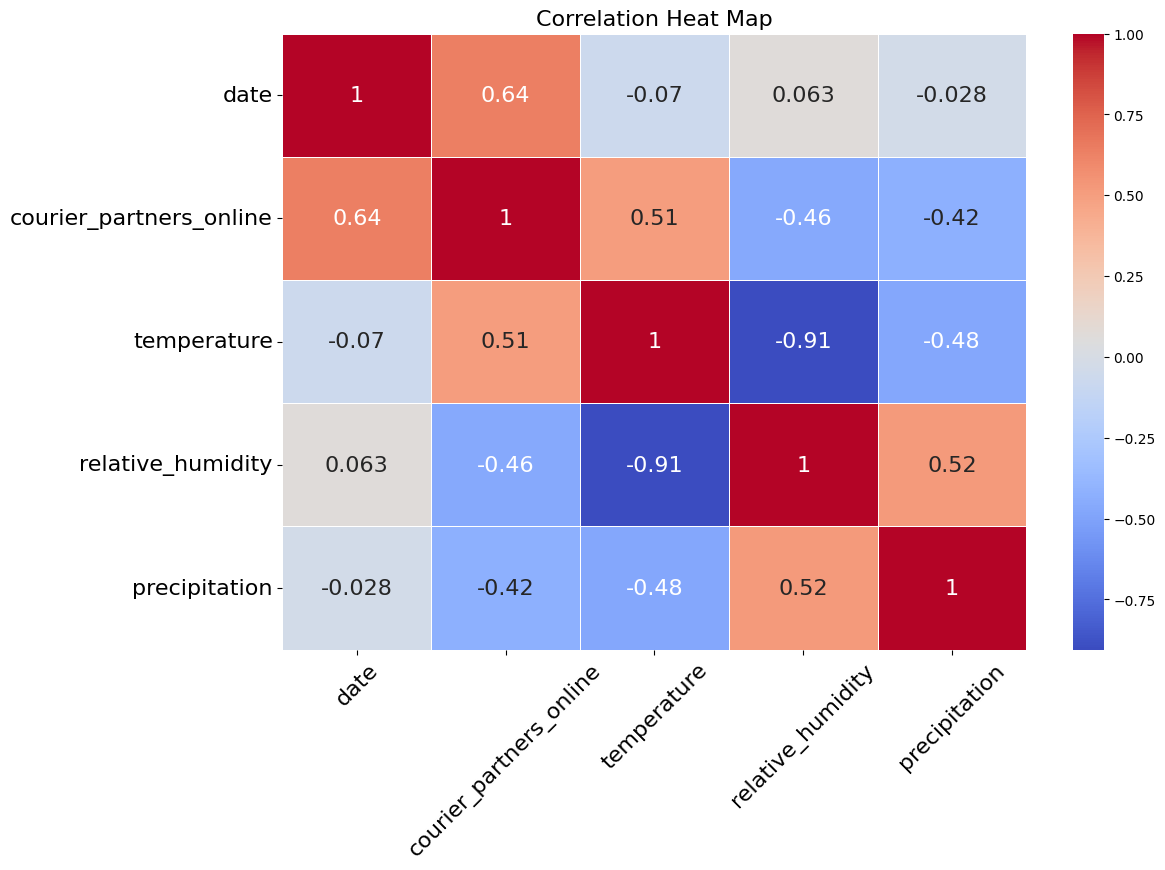 Correlation Heat Map
date 1 0.64 -0.07 0.063 -0.028
courier_partners_online 0.64 1 0.51 -0.46 -0.42
temperature -0.07 0.51 1 -0.91 -0.48
relative_humidity 0.063 -0.46 -0.91 1 0.52
precipitation -0.028 -0.42 -0.48 0.52 1
date
courier_partners_online
temperature
relative_humidity
precipitation
1.00
0.75
0.50
0.25
0.00
−0.25
−0.50
−0.75